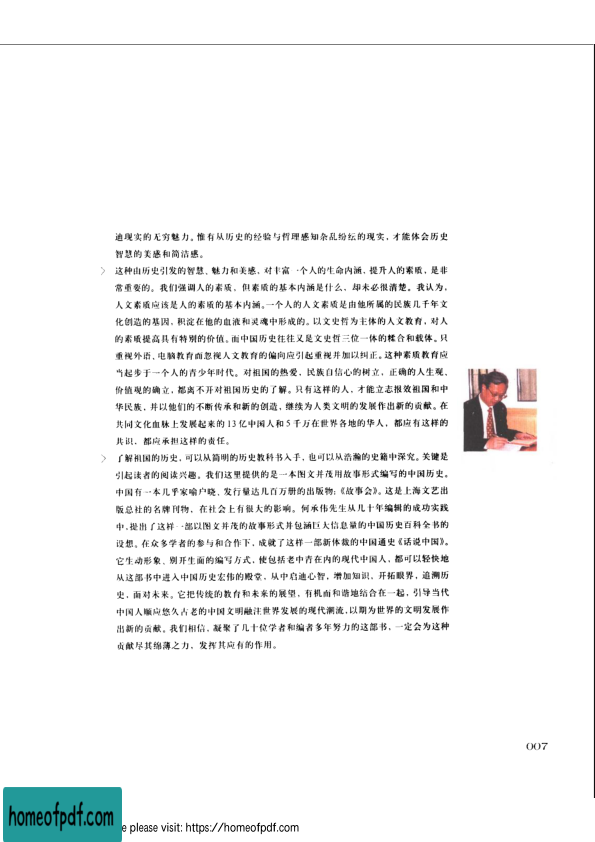 迪现实的无穷魅力。惟有从历史的经验与哲理感知杂乱纷纭的现实，才能体会历史
智慧的美感和简洁感。
> 这种由历史引发的智慧、魅力和美感，对丰富一个人的生命内涵，提升人的素质，是非
常重要的。我们强调人的素质，但素质的基本内涵是什么，却未必很清楚。我认为，
人文素质应该是人的素质的基本内涵。一个人的人文素质是由他所属的民族几千年文
化创造的基因，积淀在他的血液和灵魂中形成的。以文史哲为主体的人文教育，对人
的素质提高具有特别的价值。而中国历史往往又是文史哲三位一体的糅合和载体。只
重视外语、电脑教育而忽视人文教育的偏向应引起重视并加以纠正。这种素质教育应
当起步于一个人的青少年时代。对祖国的热爱，民族自信心的树立，正确的人生观、
价值观的确立，都离不开对祖国历史的了解。只有这样的人，才能立志报效祖国和中
华民族，并以他们的不断传承和新的创造，继续为人类文明的发展作出新的贡献。在
共同文化血脉上发展起来的13亿中国人和5千万在世界各地的华人，都应有这样的
共识，都应承担这样的责任。
> 了解祖国的历史，可以从简明的历史教科书入手，也可以从浩瀚的史籍中深究。关键是
引起读者的阅读兴趣。我们这里提供的是一本图文并茂用故事形式编写的中国历史。
中国有一本几乎家喻户晓、发行量达几百万册的出版物：《故事会》。这是上海文艺出
版总社的名牌刊物，在社会上有很大的影响。何承伟先生从几十年编辑的成功实践
中，提出了这样一部以图文并茂的故事形式并包涵巨大信息量的中国历史百科全书的
设想。在众多学者的参与和合作下，成就了这样一部新体裁的中国通史《话说中国》。
它生动形象、别开生面的编写方式，使包括老中青在内的现代中国人，都可以轻快地
从这部书中进入中国历史宏伟的殿堂，从中启迪心智，增加知识，开拓眼界，追溯历
史，面对未来。它把传统的教育和未来的展望，有机而和谐地结合在一起，引导当代
中国人顺应悠久古老的中国文明融注世界发展的现代潮流，以期为世界的文明发展作
出新的贡献。我们相信，凝聚了几十位学者和编者多年努力的这部书，一定会为这种
贡献尽其绵薄之力，发挥其应有的作用。
007
homeofpdf.com
e please visit: https://homeofpdf.com